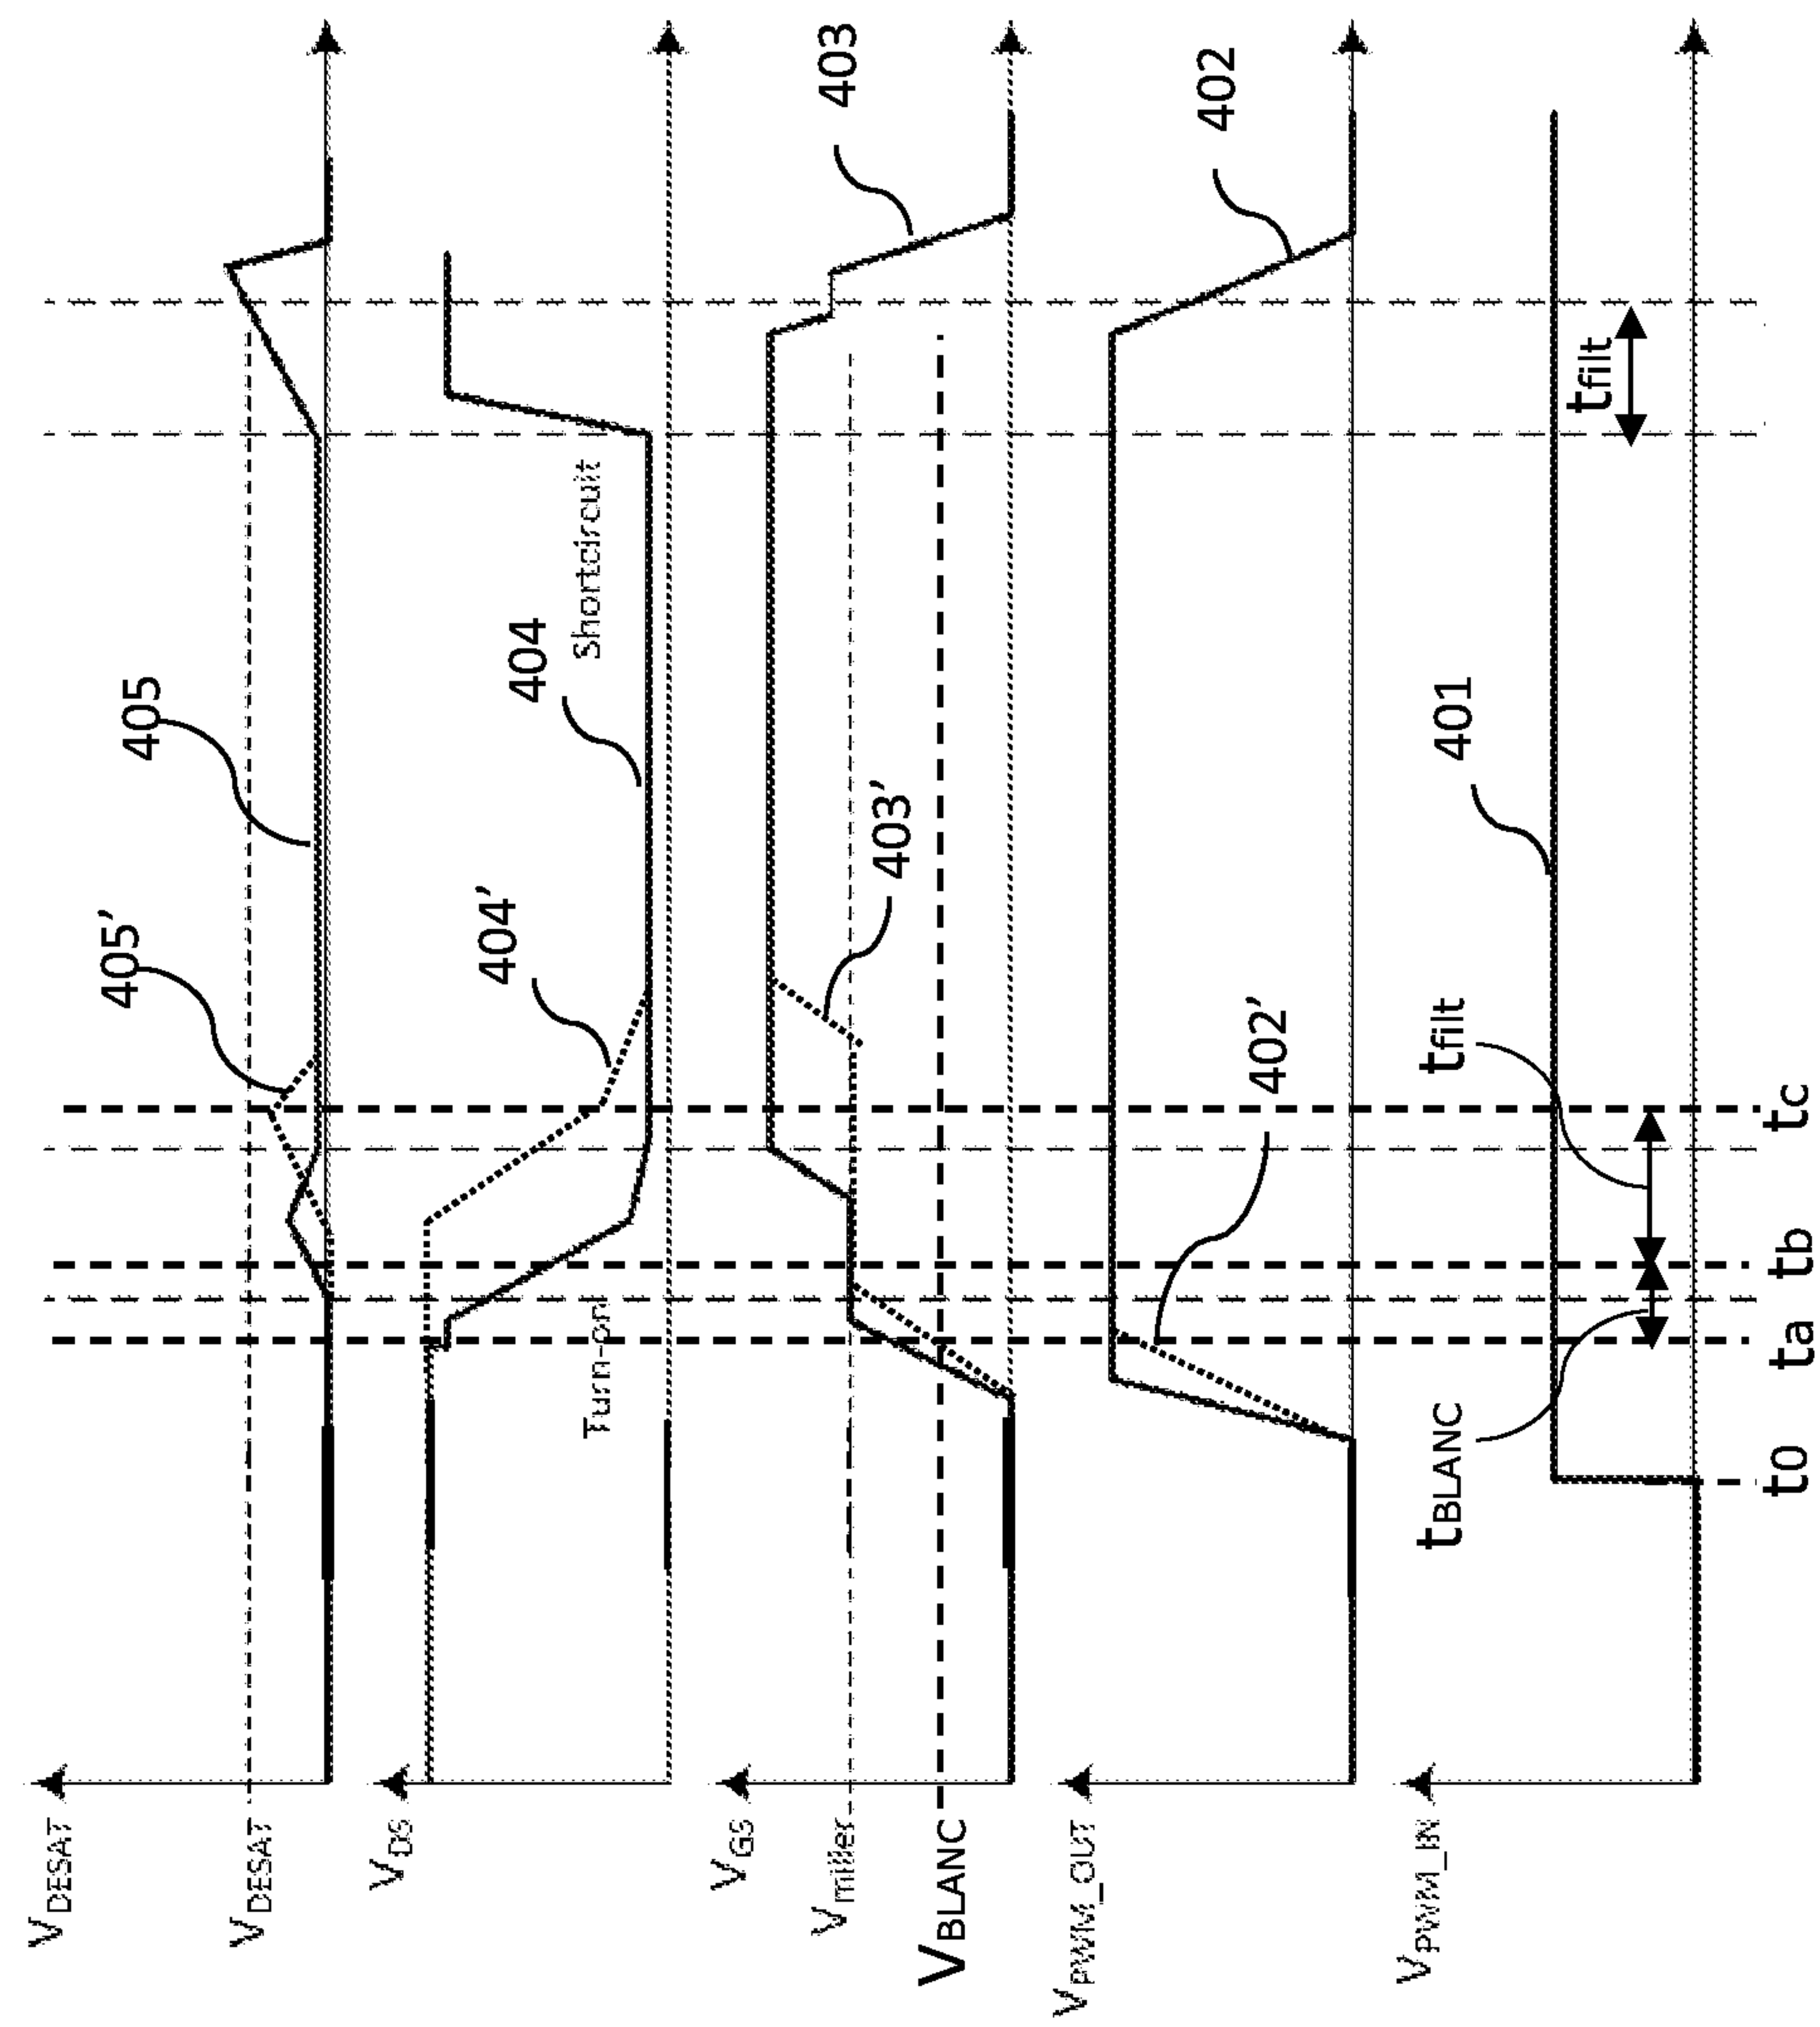 V_DESAT
405'
405
V_DESAT
V_DS
Turn-on
404'
404
Shortcircuit
V_GS
403
V_miller
403'
V_BLANC
V_PWM_OUT
402'
402
V_PWM_IN
t_BLANC
t_filt
401
t_filt
t0
ta
tb
tc